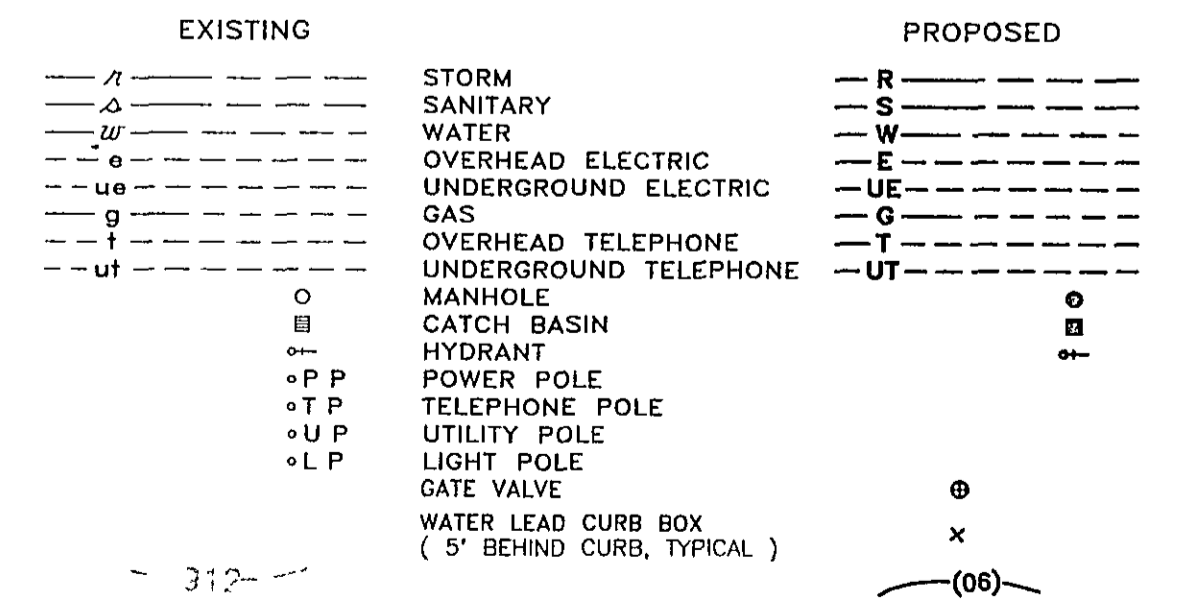 EXISTING PROPOSED
r STORM R
s SANITARY S
w WATER W
e OVERHEAD ELECTRIC E
ue UNDERGROUND ELECTRIC UE
g GAS G
t OVERHEAD TELEPHONE T
ut UNDERGROUND TELEPHONE UT
MANHOLE
CATCH BASIN
HYDRANT
P P POWER POLE
T P TELEPHONE POLE
U P UTILITY POLE
L P LIGHT POLE
GATE VALVE
WATER LEAD CURB BOX
( 5' BEHIND CURB, TYPICAL )
312 (06)